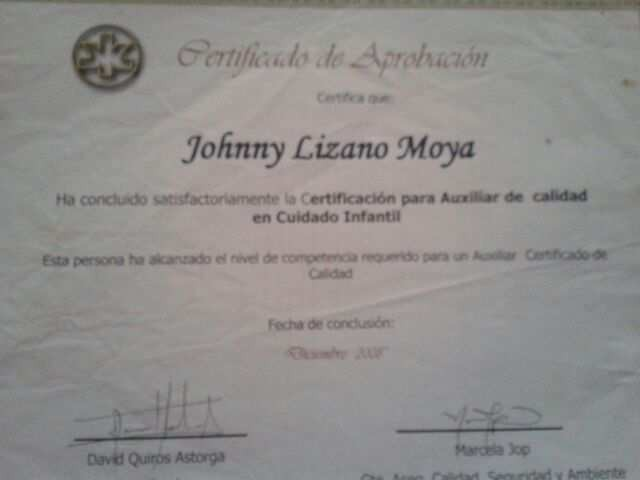 Certificado de Aprobación
Certifica que:
Johnny Lizano Moya
Ha concluido satisfactoriamente la Certificación para Auxiliar de calidad
en Cuidado Infantil
Esta persona ha alcanzado el nivel de competencia requerido para un Auxiliar Certificado de
Calidad
Fecha de conclusión:
Diciembre 2008
David Quiros Astorga
Marcela Jop
Gte. Aseg. Calidad, Seguridad y Ambiente